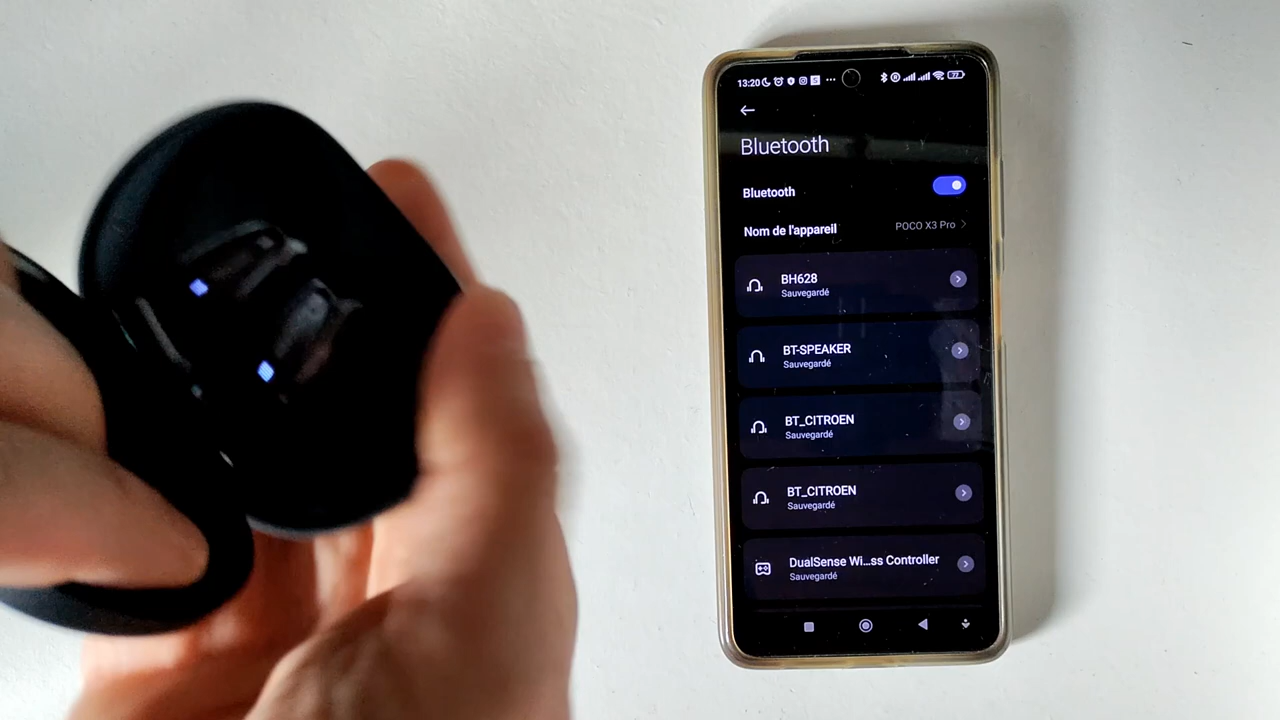 13:20 77
Bluetooth
Bluetooth
Nom de l'appareil POCO X3 Pro
BH628
Sauvegardé
BT-SPEAKER
Sauvegardé
BT_CITROEN
Sauvegardé
BT_CITROEN
Sauvegardé
DualSense Wi...ss Controller
Sauvegardé